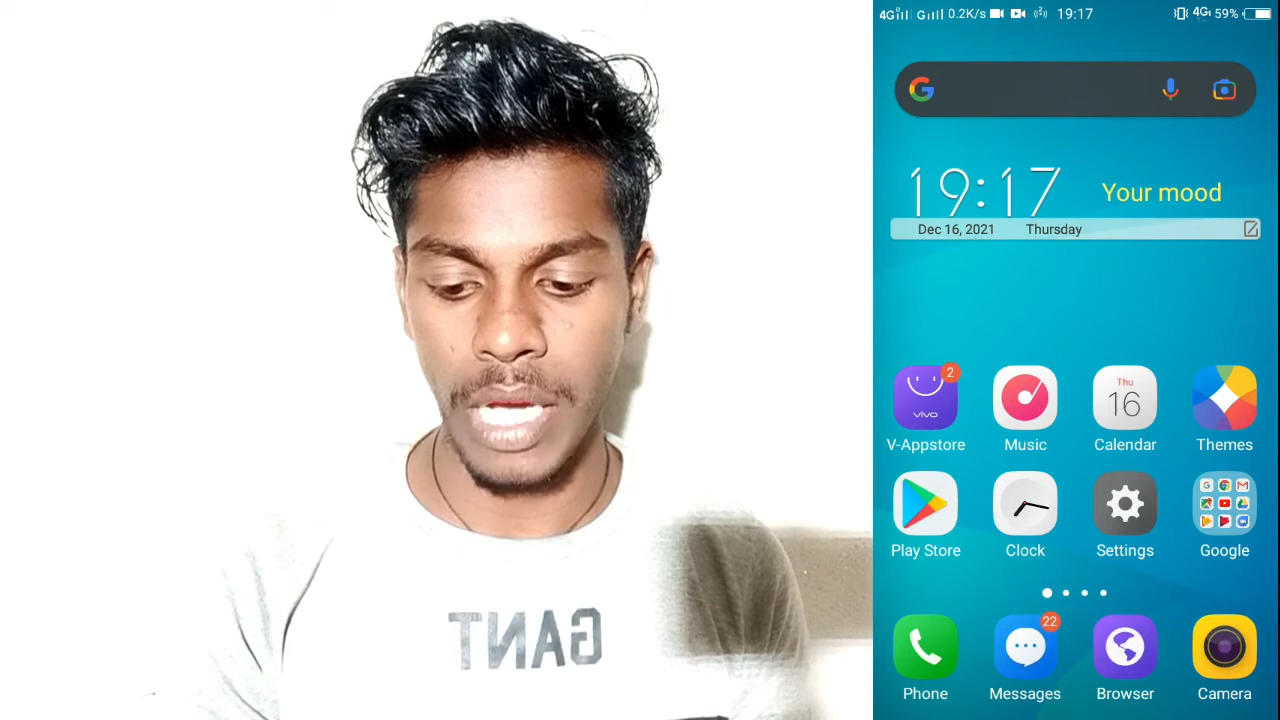 GANT
4G R G 0.2K/s 19:17 4G 59%
19:17 Your mood
Dec 16, 2021 Thursday
2
vivo
Thu
16
V-Appstore Music Calendar Themes
Play Store Clock Settings Google
22
Phone Messages Browser Camera